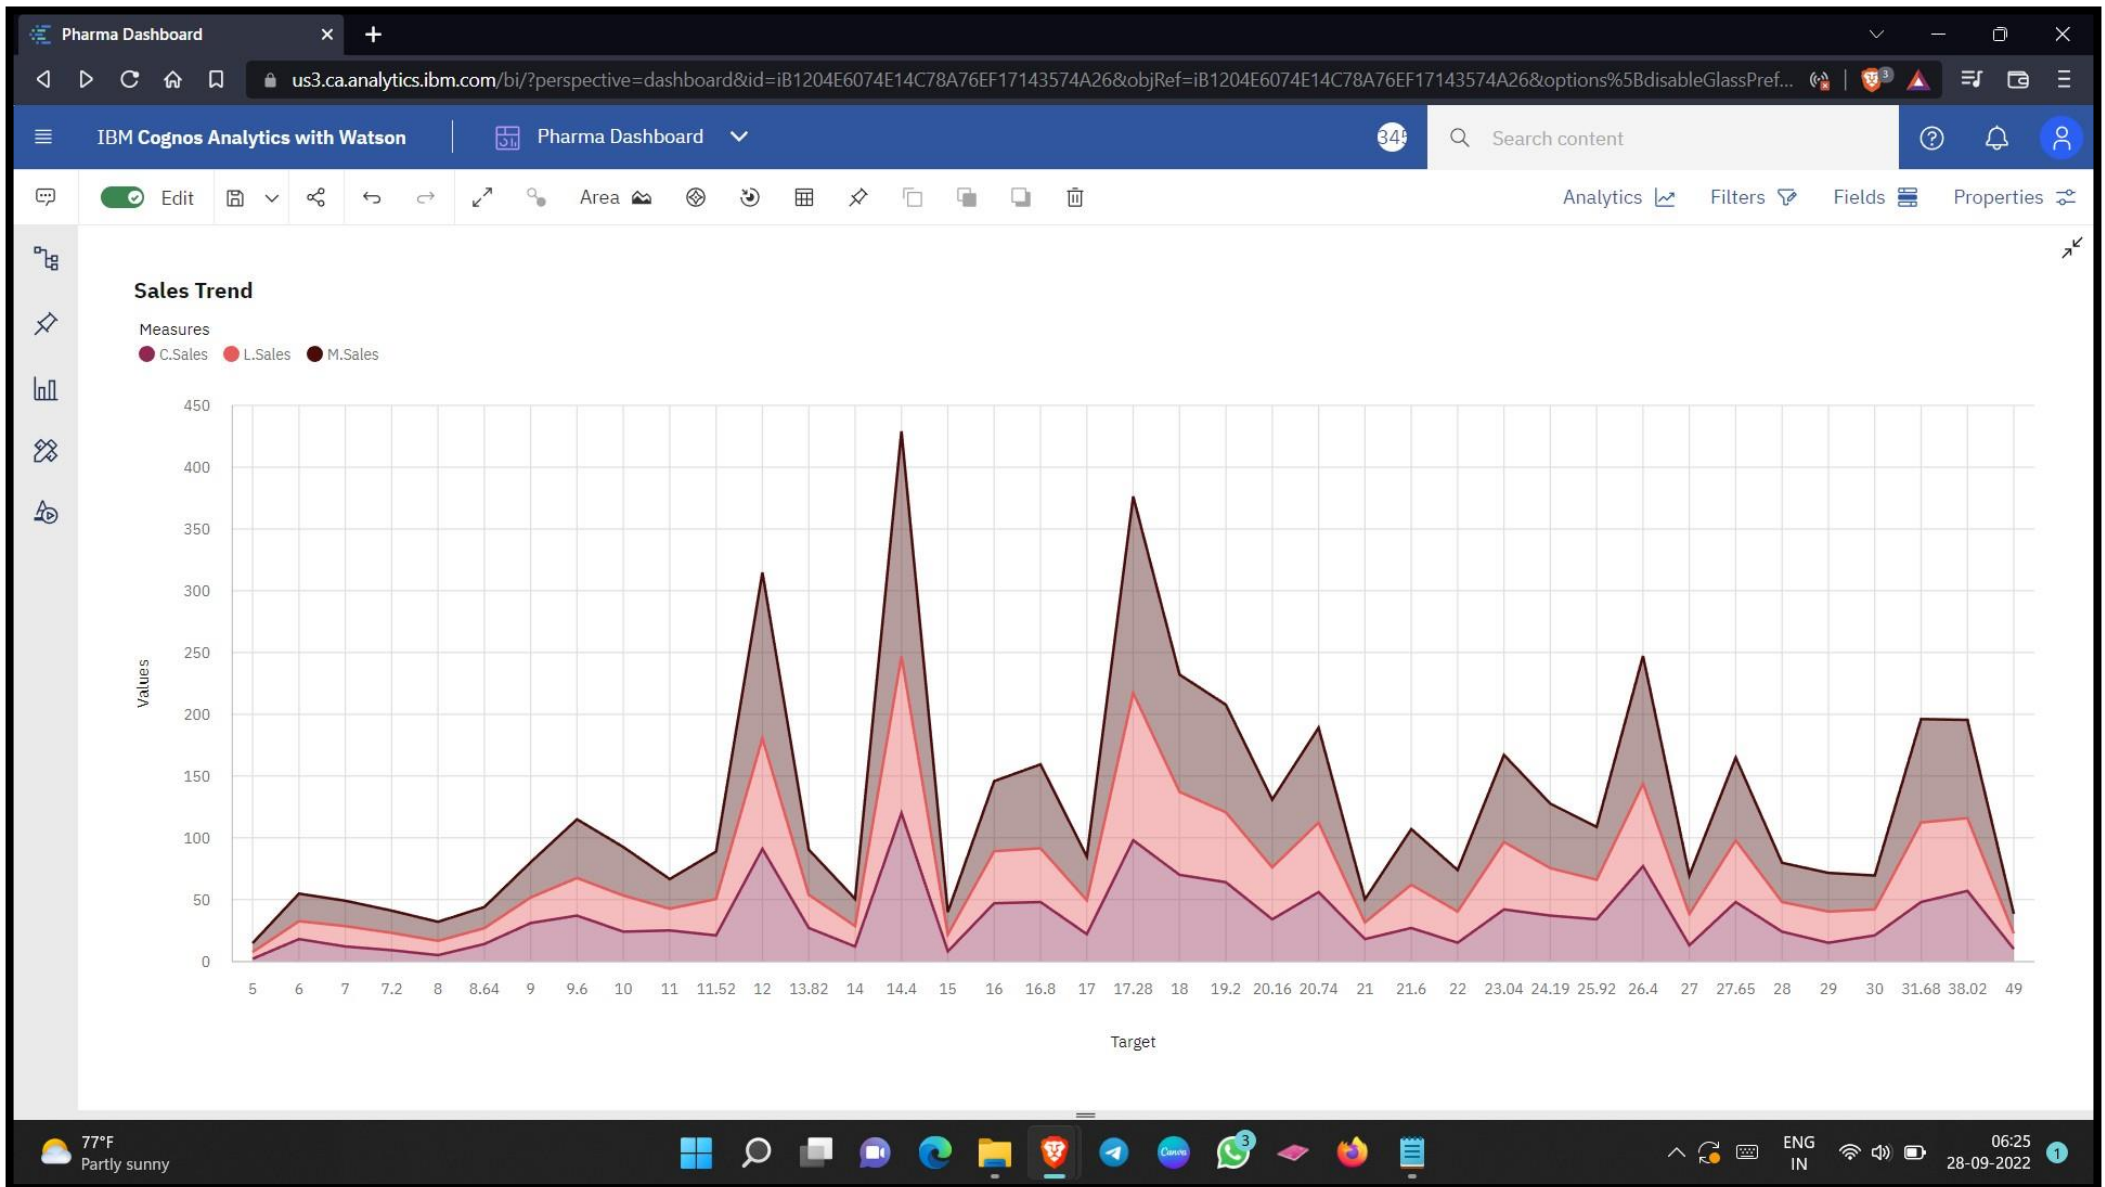 Pharma Dashboard
us3.ca.analytics.ibm.com/bi/?perspective=dashboard&id=iB1204E6074E14C78A76EF17143574A26&objRef=iB1204E6074E14C78A76EF17143574A26&options%5BdisableGlassPref... 3
IBM Cognos Analytics with Watson Pharma Dashboard 345 Search content
Edit Area Analytics Filters Fields Properties
Sales Trend
Measures
C.Sales L.Sales M.Sales
450
400
350
300
250
200
150
100
50
0
Values
5 6 7 7.2 8 8.64 9 9.6 10 11 11.52 12 13.82 14 14.4 15 16 16.8 17 17.28 18 19.2 20.16 20.74 21 21.6 22 23.04 24.19 25.92 26.4 27 27.65 28 29 30 31.68 38.02 49
Target
77°F
Partly sunny
Canva
3
ENG
IN
06:25
28-09-2022
1